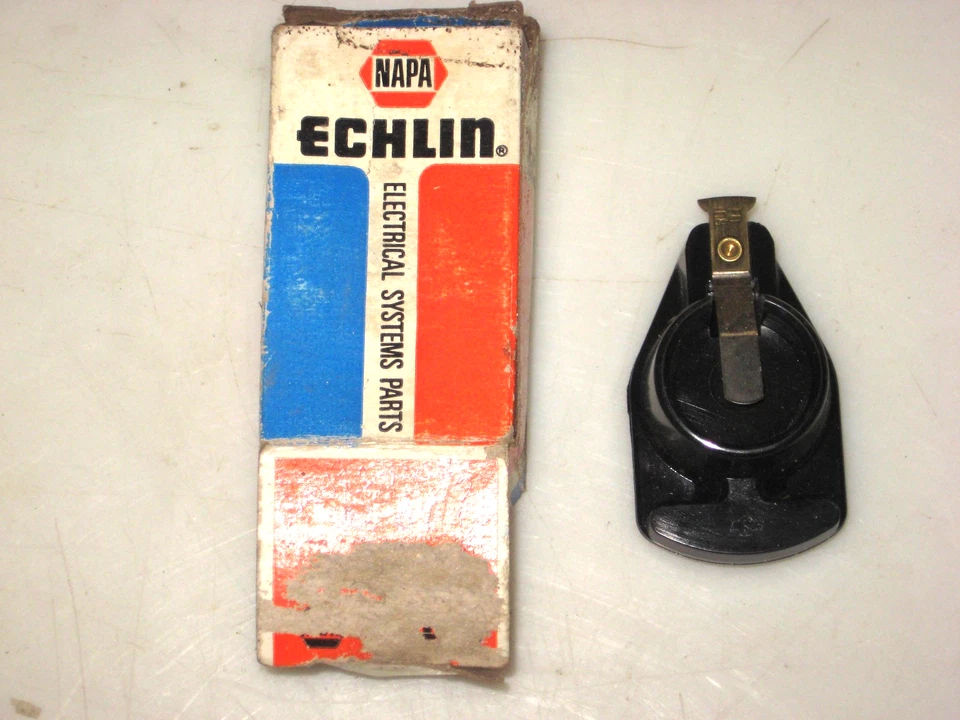 NAPA
ECHLIN®
ELECTRICAL SYSTEMS PARTS